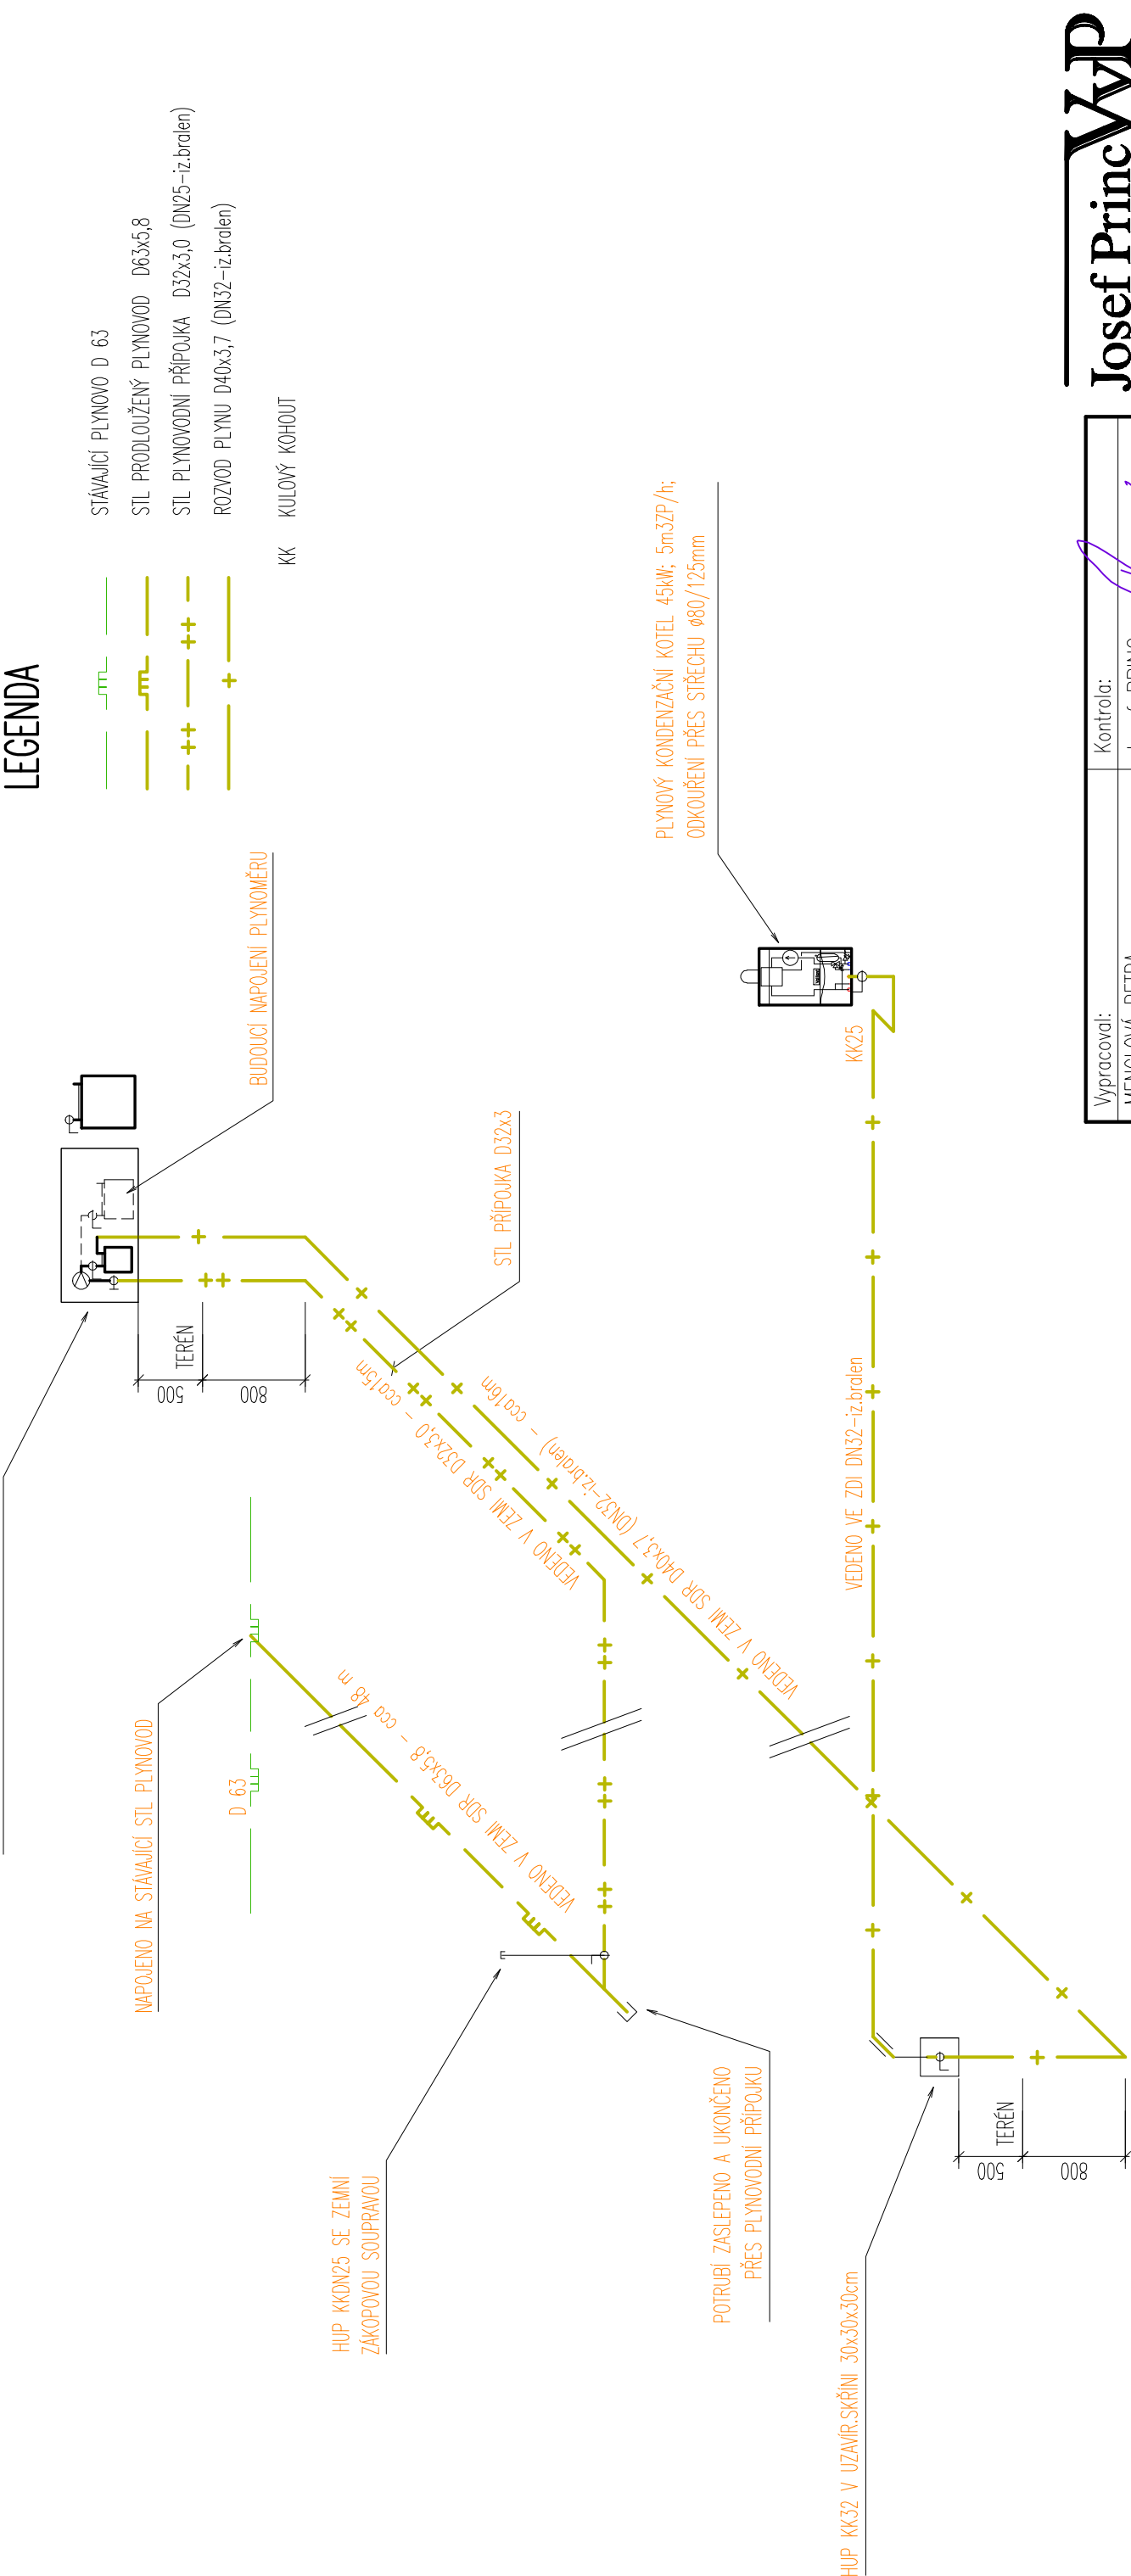 LEGENDA
STÁVAJÍCÍ PLYNOVO D 63
STL PRODLOUŽENÝ PLYNOVOD D63x5,8
STL PLYNOVODNÍ PŘÍPOJKA D32x3,0 (DN25-iz.bralen)
ROZVOD PLYNU D40x3,7 (DN32-iz.bralen)
KK KULOVÝ KOHOUT
BUDOUCÍ NAPOJENÍ PLYNOMĚRU
TERÉN
500
800
STL PŘÍPOJKA D32x3
NAPOJENO NA STÁVAJÍCÍ STL PLYNOVOD
D 63
VEDENO V ZEMI SDR D63x5,8 - cca 48 m
VEDENO V ZEMI SDR D32x3,0 - cca15m
VEDENO V ZEMI SDR D40x3,7 (DN32-iz.bralen) - cca16m
HUP KKDN25 SE ZEMNÍ
ZÁKOPOVOU SOUPRAVOU
POTRUBÍ ZASLEPENO A UKONČENO
PŘES PLYNOVODNÍ PŘÍPOJKU
PLYNOVÝ KONDENZAČNÍ KOTEL 45kW; 5m3ZP/h;
ODKOUŘENÍ PŘES STŘECHU ø80/125mm
KK25
VEDENO VE ZDI DN32-iz.bralen
HUP KK32 V UZAVÍR.SKŘÍNI 30x30x30cm
TERÉN
500
800
Josef Princ VvP
Vypracoval:
Kontrola: